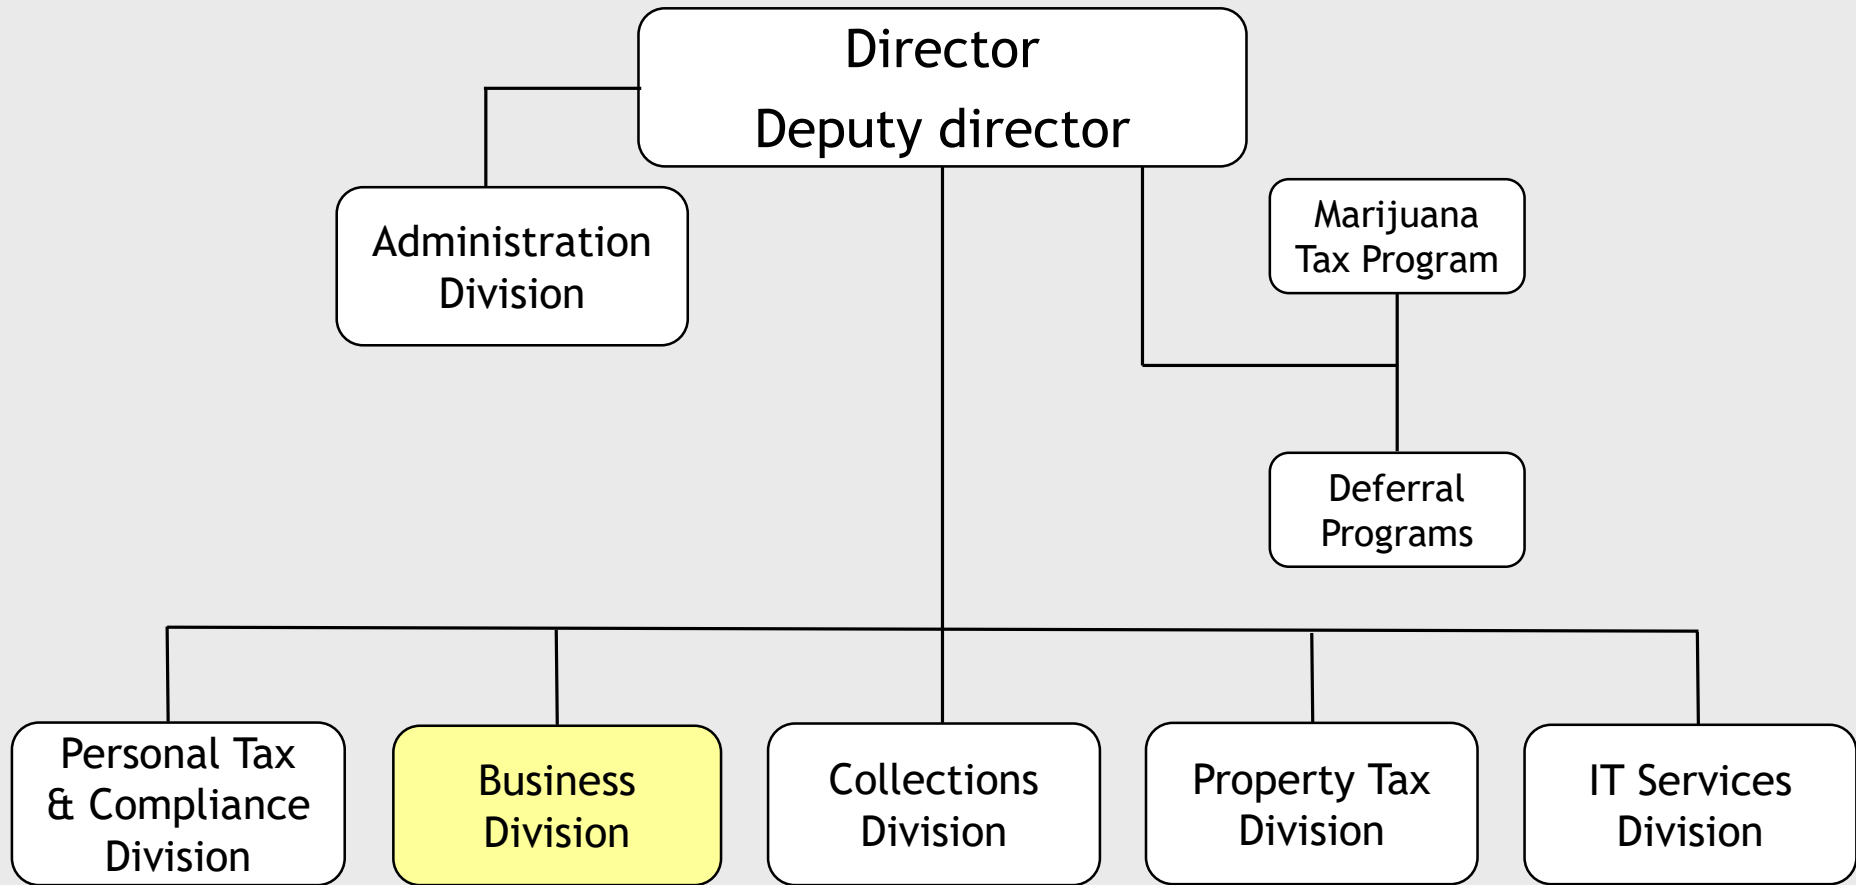 Director
Deputy director
Administration
Division
Marijuana
Tax Program
Deferral
Programs
Personal Tax
& Compliance
Division
Business
Division
Collections
Division
Property Tax
Division
IT Services
Division